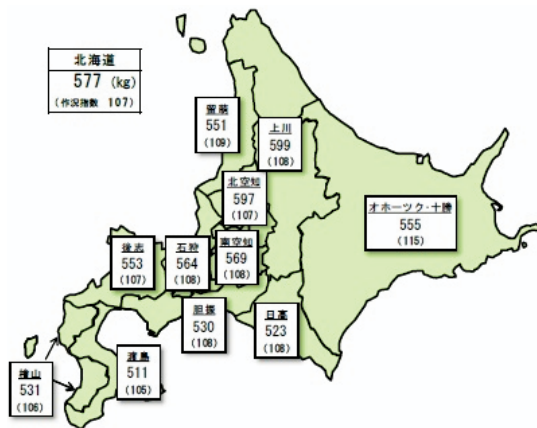 北海道
577 (kg)
(作況指数 107)
留萌
551
(109)
上川
599
(108)
北空知
597
(107)
オホーツク・十勝
555
(115)
後志
553
(107)
石狩
564
(108)
南空知
569
(108)
胆振
530
(108)
日高
523
(108)
渡島
511
(105)
檜山
531
(106)